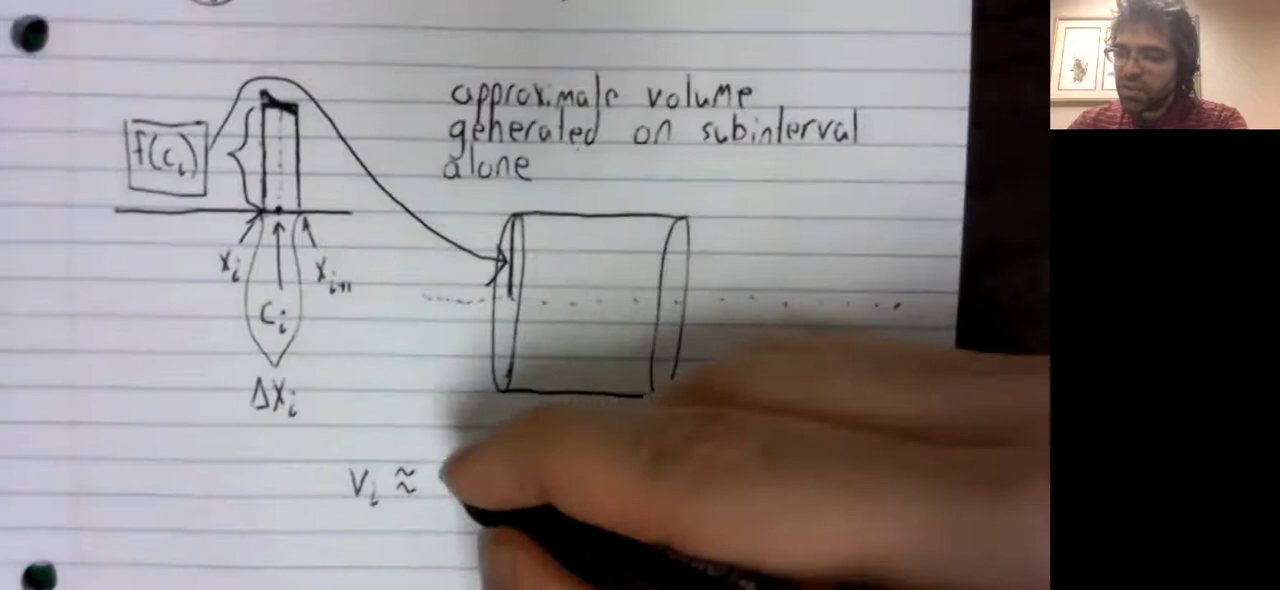 approximate volume
generated on subinterval
alone
f(cᵢ)
xᵢ
xᵢ₊₁
cᵢ
Δxᵢ
Vᵢ ≈